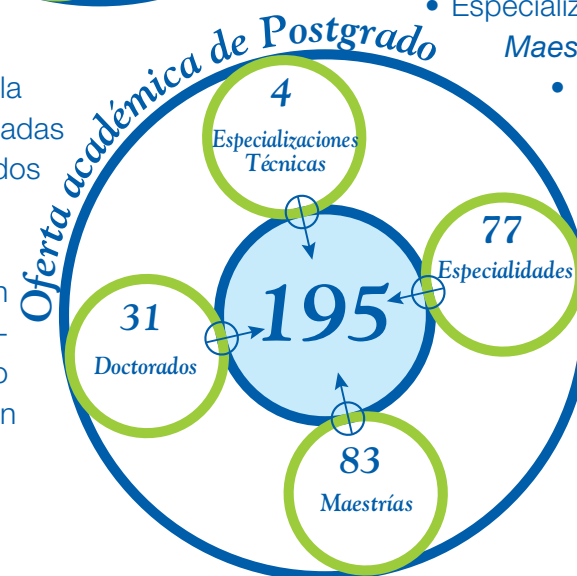 • Especializ
Maes
•
la
adas
dos
n
-
o
n
Oferta académica de Postgrado
4
Especializaciones
Técnicas
77
Especialidades
195
31
Doctorados
83
Maestrías